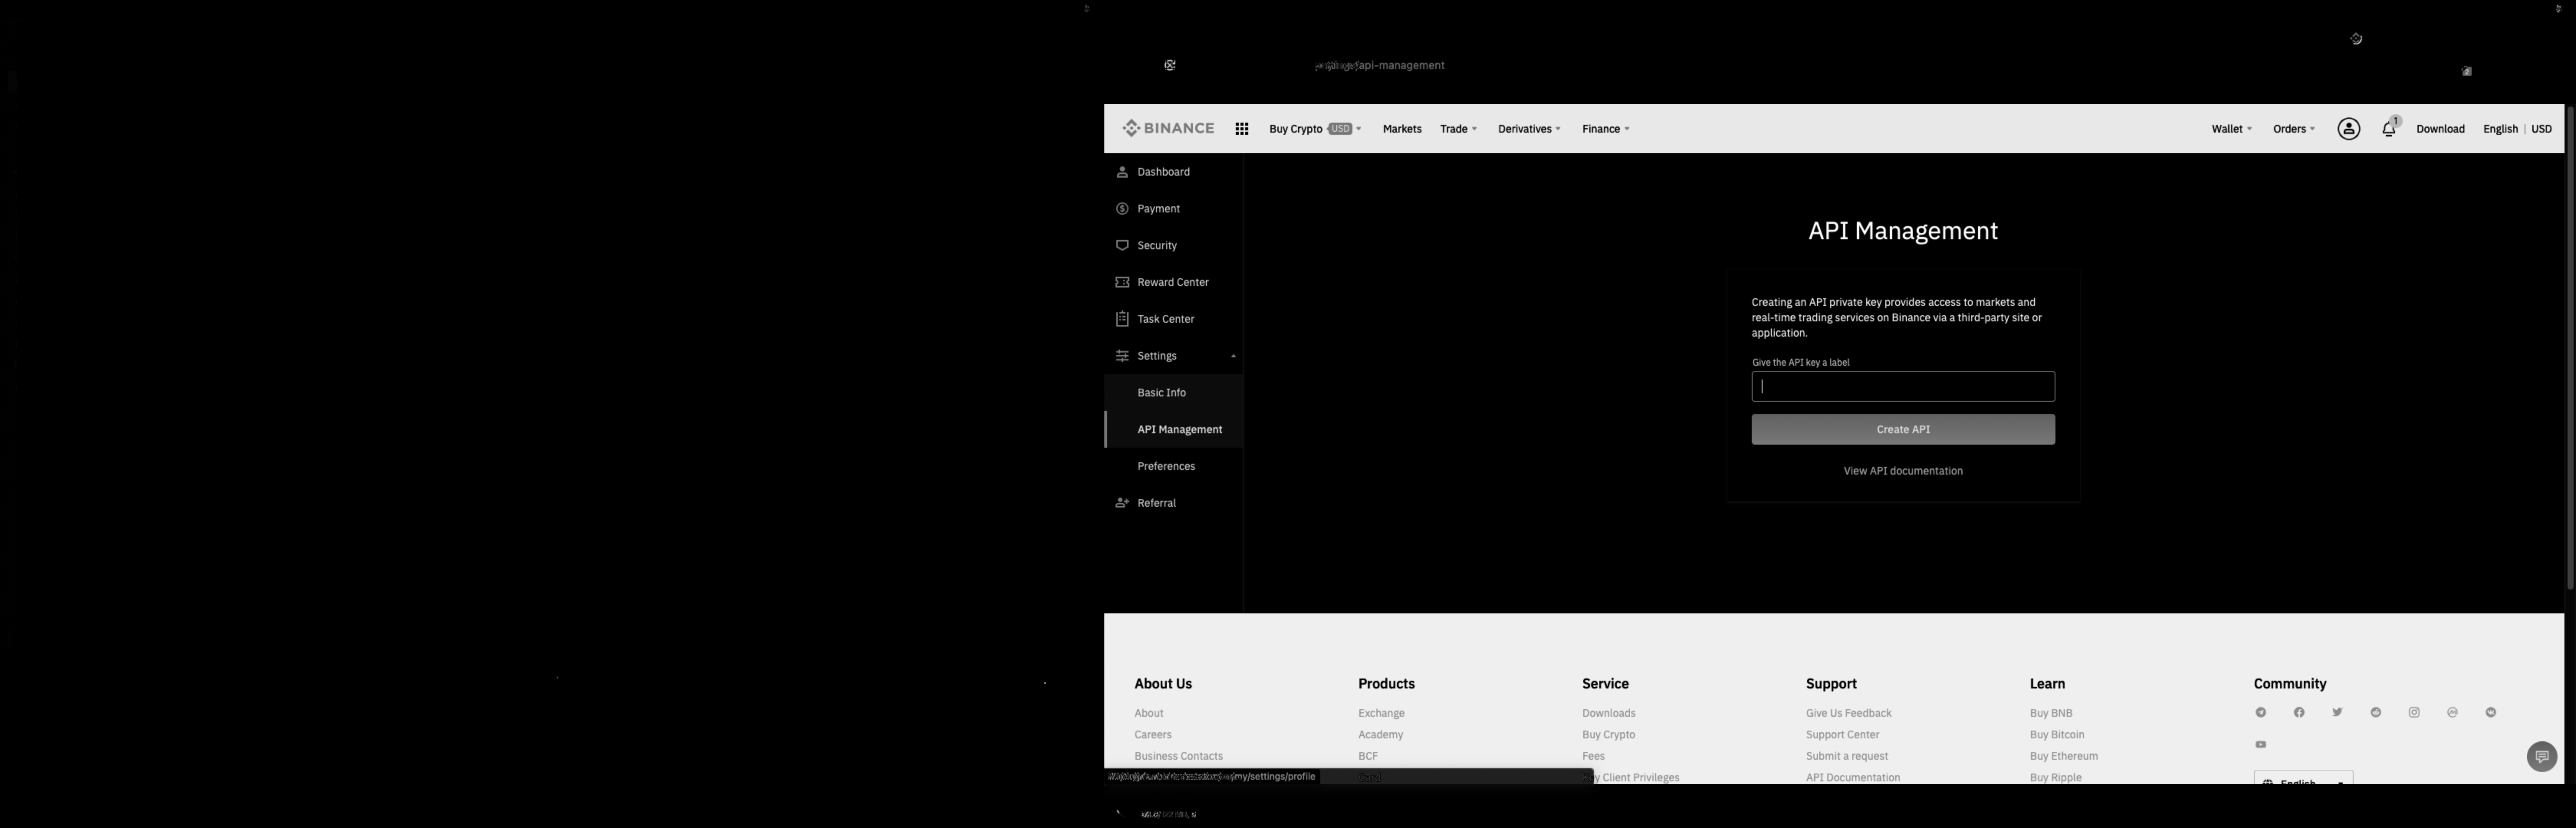 api-management
BINANCE
Buy Crypto USD Markets Trade Derivatives Finance Wallet Orders 1 Download English | USD
Dashboard
Payment
Security
Reward Center
Task Center
Settings
Basic Info
API Management
Preferences
Referral
API Management
Creating an API private key provides access to markets and
real-time trading services on Binance via a third-party site or
application.
Give the API key a label
Create API
View API documentation
About Us
About
Careers
Business Contacts
Products
Exchange
Academy
BCF
Service
Downloads
Buy Crypto
Fees
Client Privileges
Support
Give Us Feedback
Support Center
Submit a request
API Documentation
Learn
Buy BNB
Buy Bitcoin
Buy Ethereum
Buy Ripple
Community
English
my/settings/profile